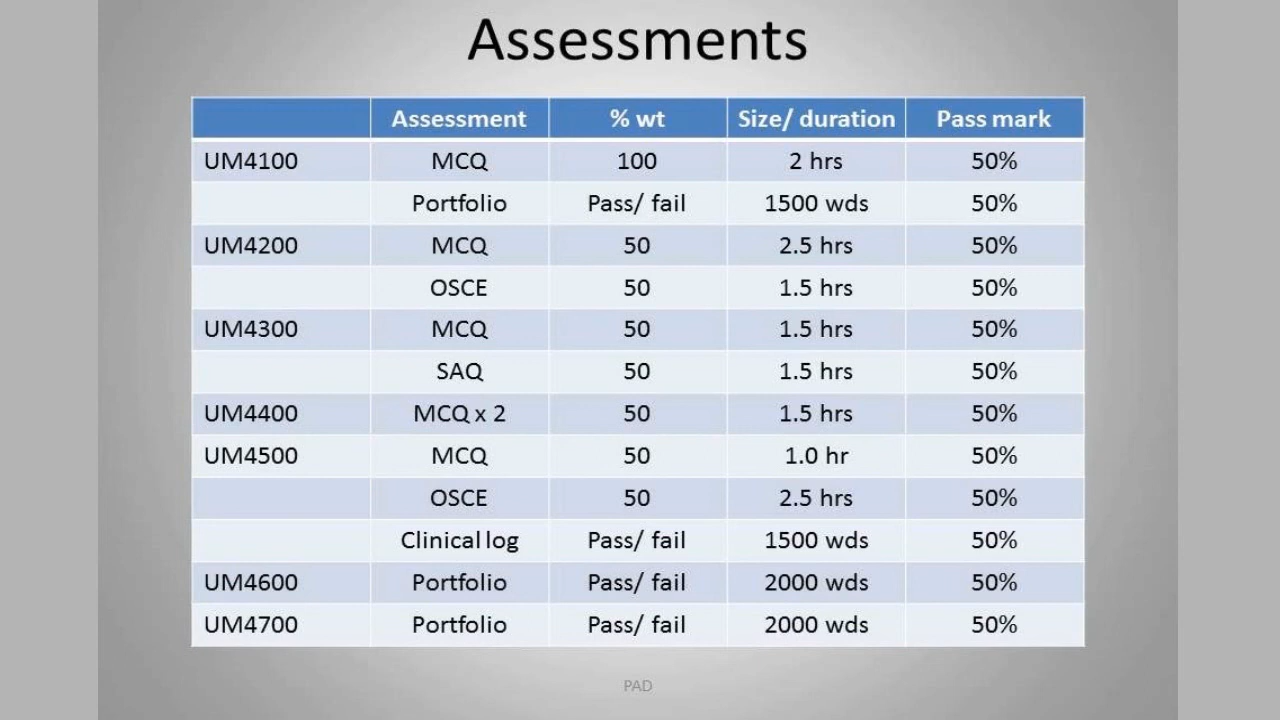 Assessments
Assessment % wt Size/ duration Pass mark
UM4100 MCQ 100 2 hrs 50%
Portfolio Pass/ fail 1500 wds 50%
UM4200 MCQ 50 2.5 hrs 50%
OSCE 50 1.5 hrs 50%
UM4300 MCQ 50 1.5 hrs 50%
SAQ 50 1.5 hrs 50%
UM4400 MCQ x 2 50 1.5 hrs 50%
UM4500 MCQ 50 1.0 hr 50%
OSCE 50 2.5 hrs 50%
Clinical log Pass/ fail 1500 wds 50%
UM4600 Portfolio Pass/ fail 2000 wds 50%
UM4700 Portfolio Pass/ fail 2000 wds 50%
PAD